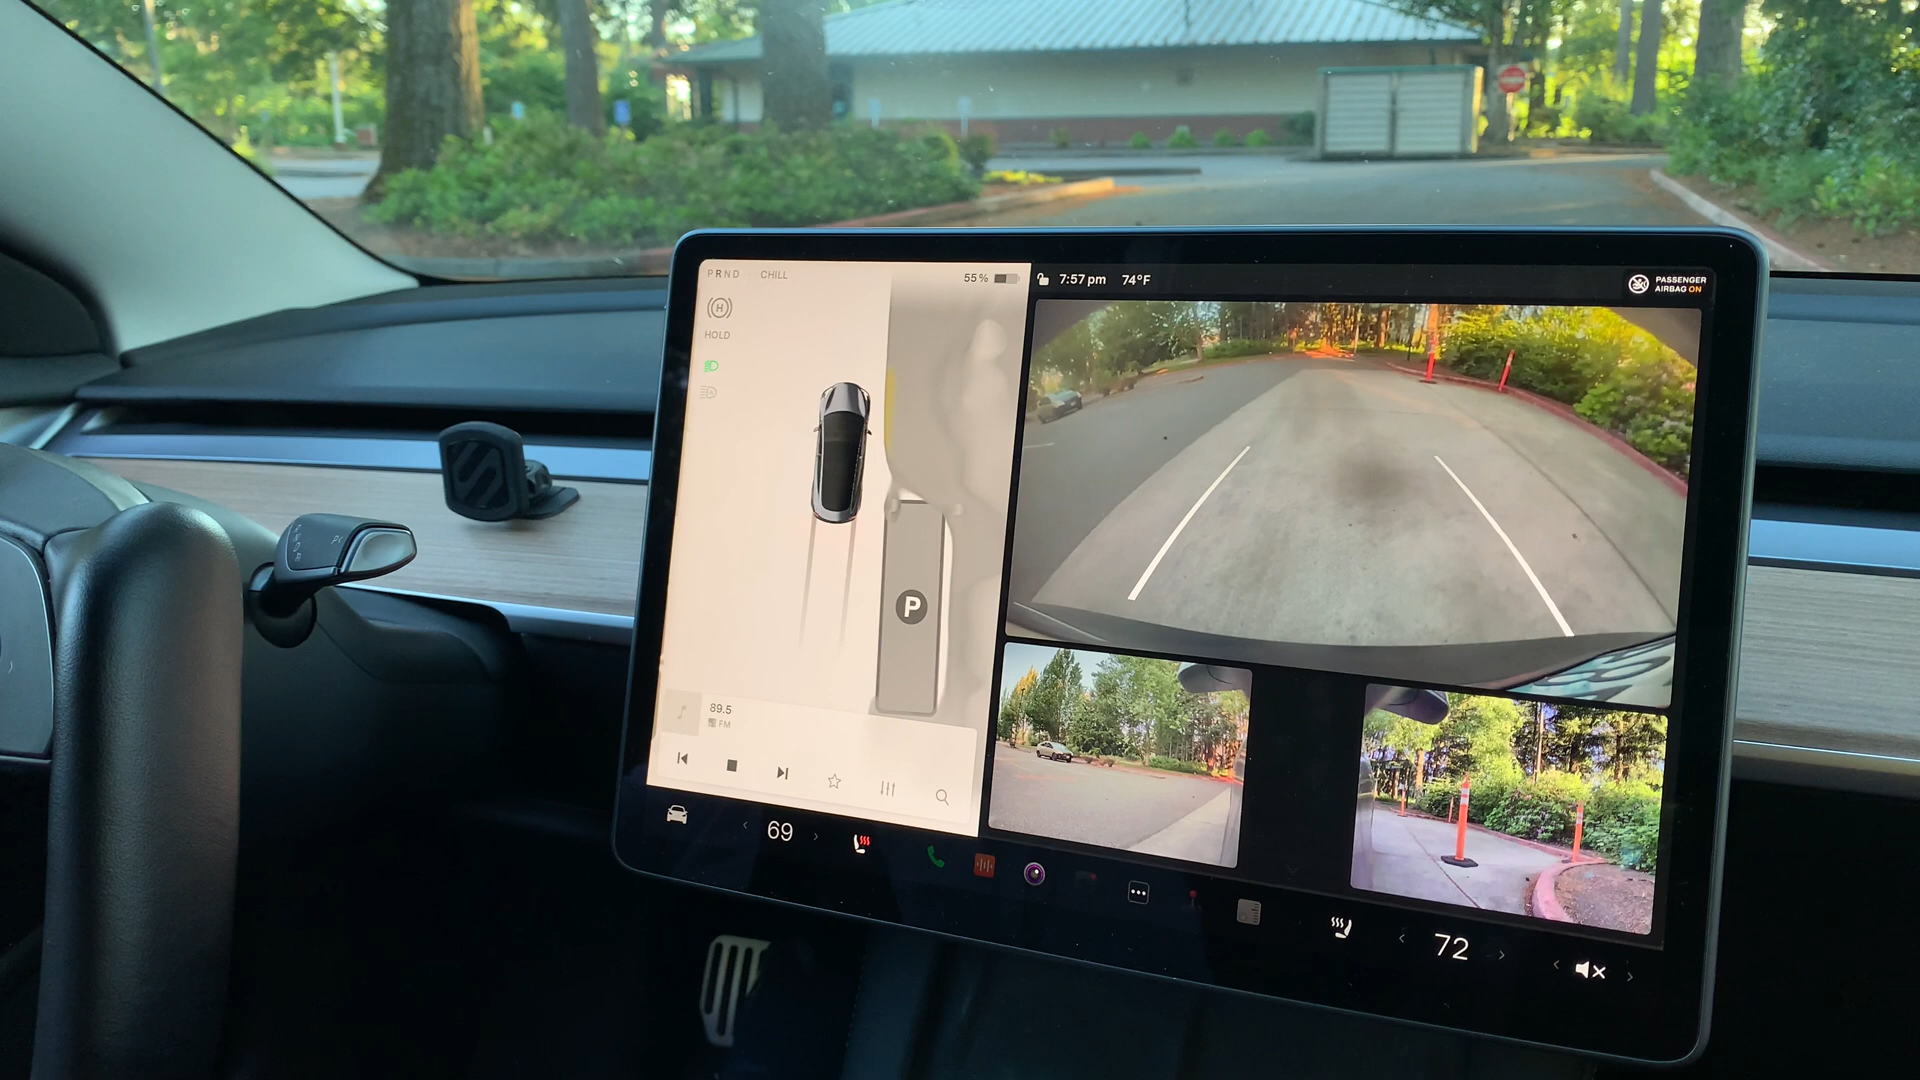 PRND CHILL
55%
7:57 pm 74°F
PASSENGER
AIRBAG ON
H
HOLD
P
89.5
FM
69
72